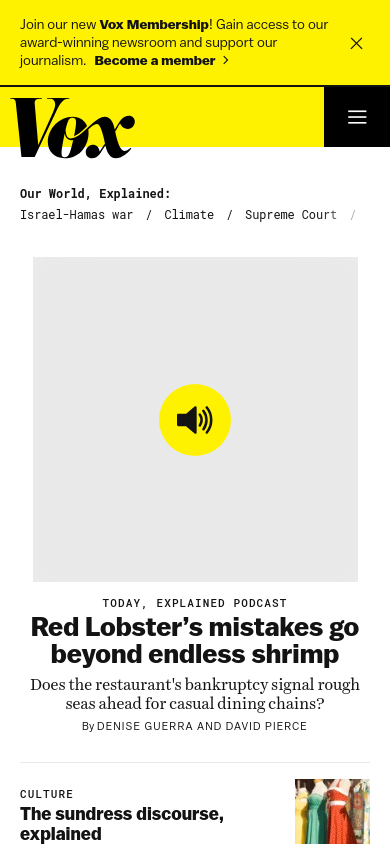 Join our new Vox Membership! Gain access to our
award-winning newsroom and support our
journalism. Become a member
Vox
Our World, Explained:
Israel-Hamas war / Climate / Supreme Court /
TODAY, EXPLAINED PODCAST
Red Lobster’s mistakes go
beyond endless shrimp
Does the restaurant's bankruptcy signal rough
seas ahead for casual dining chains?
By DENISE GUERRA AND DAVID PIERCE
CULTURE
The sundress discourse,
explained